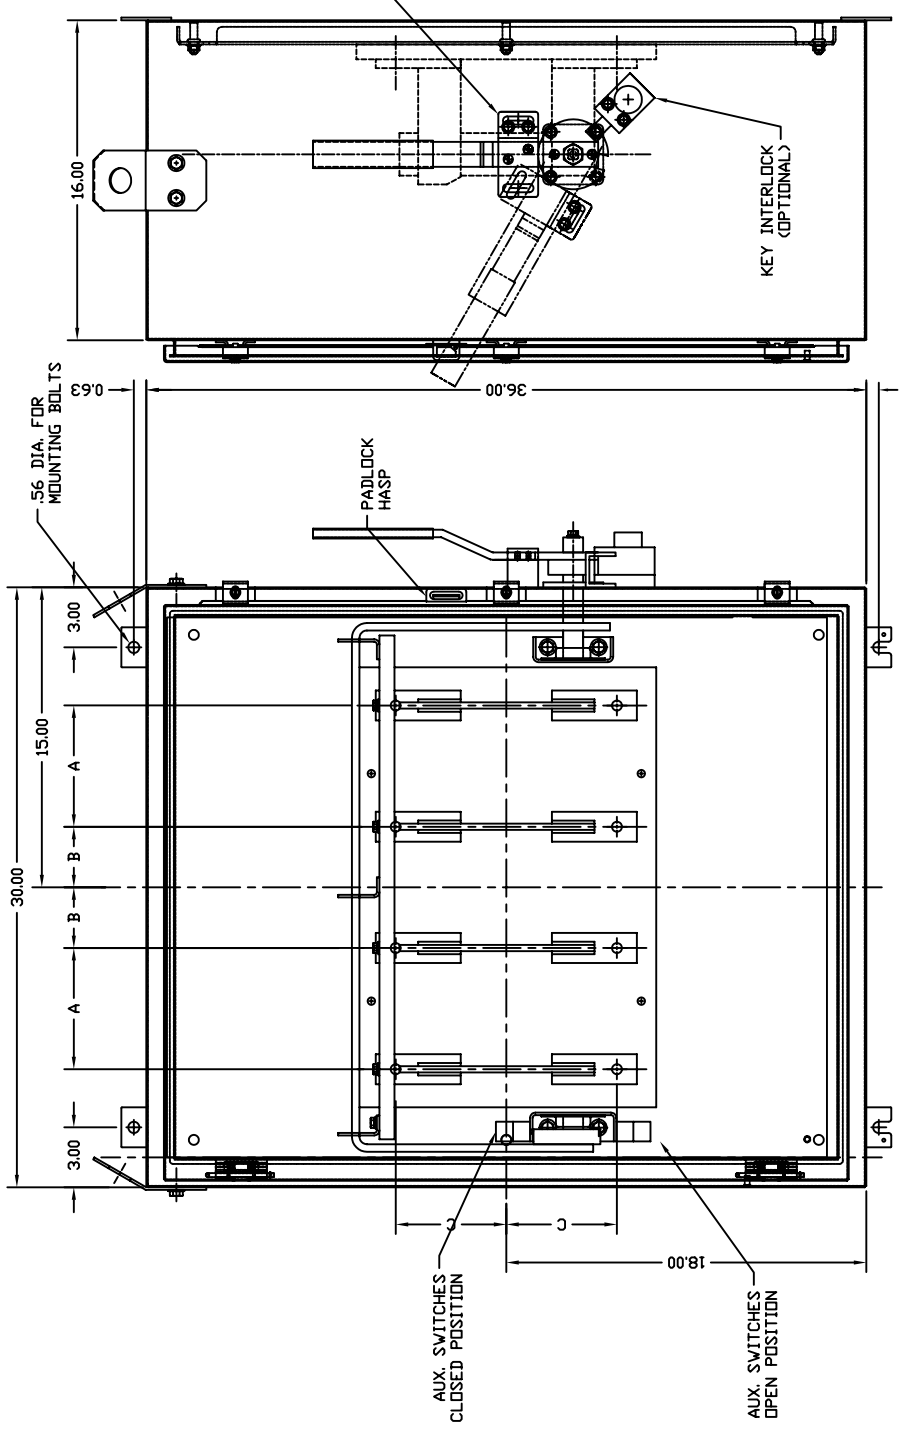 16.00
KEY INTERLOCK
(OPTIONAL)
.56 DIA. FOR
MOUNTING BOLTS
0.63
36.00
PADLOCK
HASP
3.00
15.00
30.00
A
B
B
A
3.00
C
C
18.00
AUX. SWITCHES
CLOSED POSITION
AUX. SWITCHES
OPEN POSITION